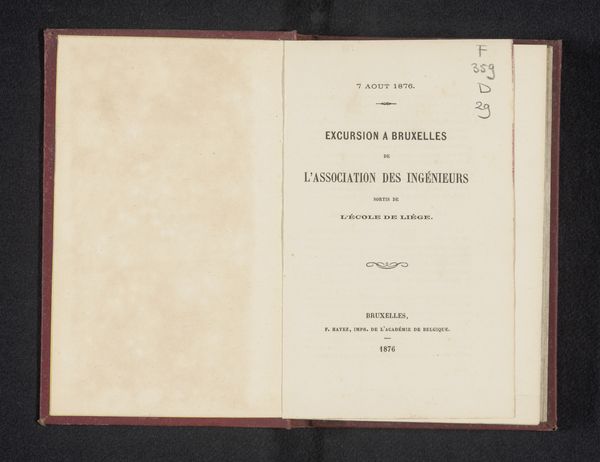 F
359
D
29
7 AOUT 1876.
EXCURSION A BRUXELLES
DE
L'ASSOCIATION DES INGÉNIEURS
SORTIS DE
L'ÉCOLE DE LIÉGE.
BRUXELLES,
F. HAYEZ, IMPR. DE L'ACADÉMIE DE BELGIQUE.
1876